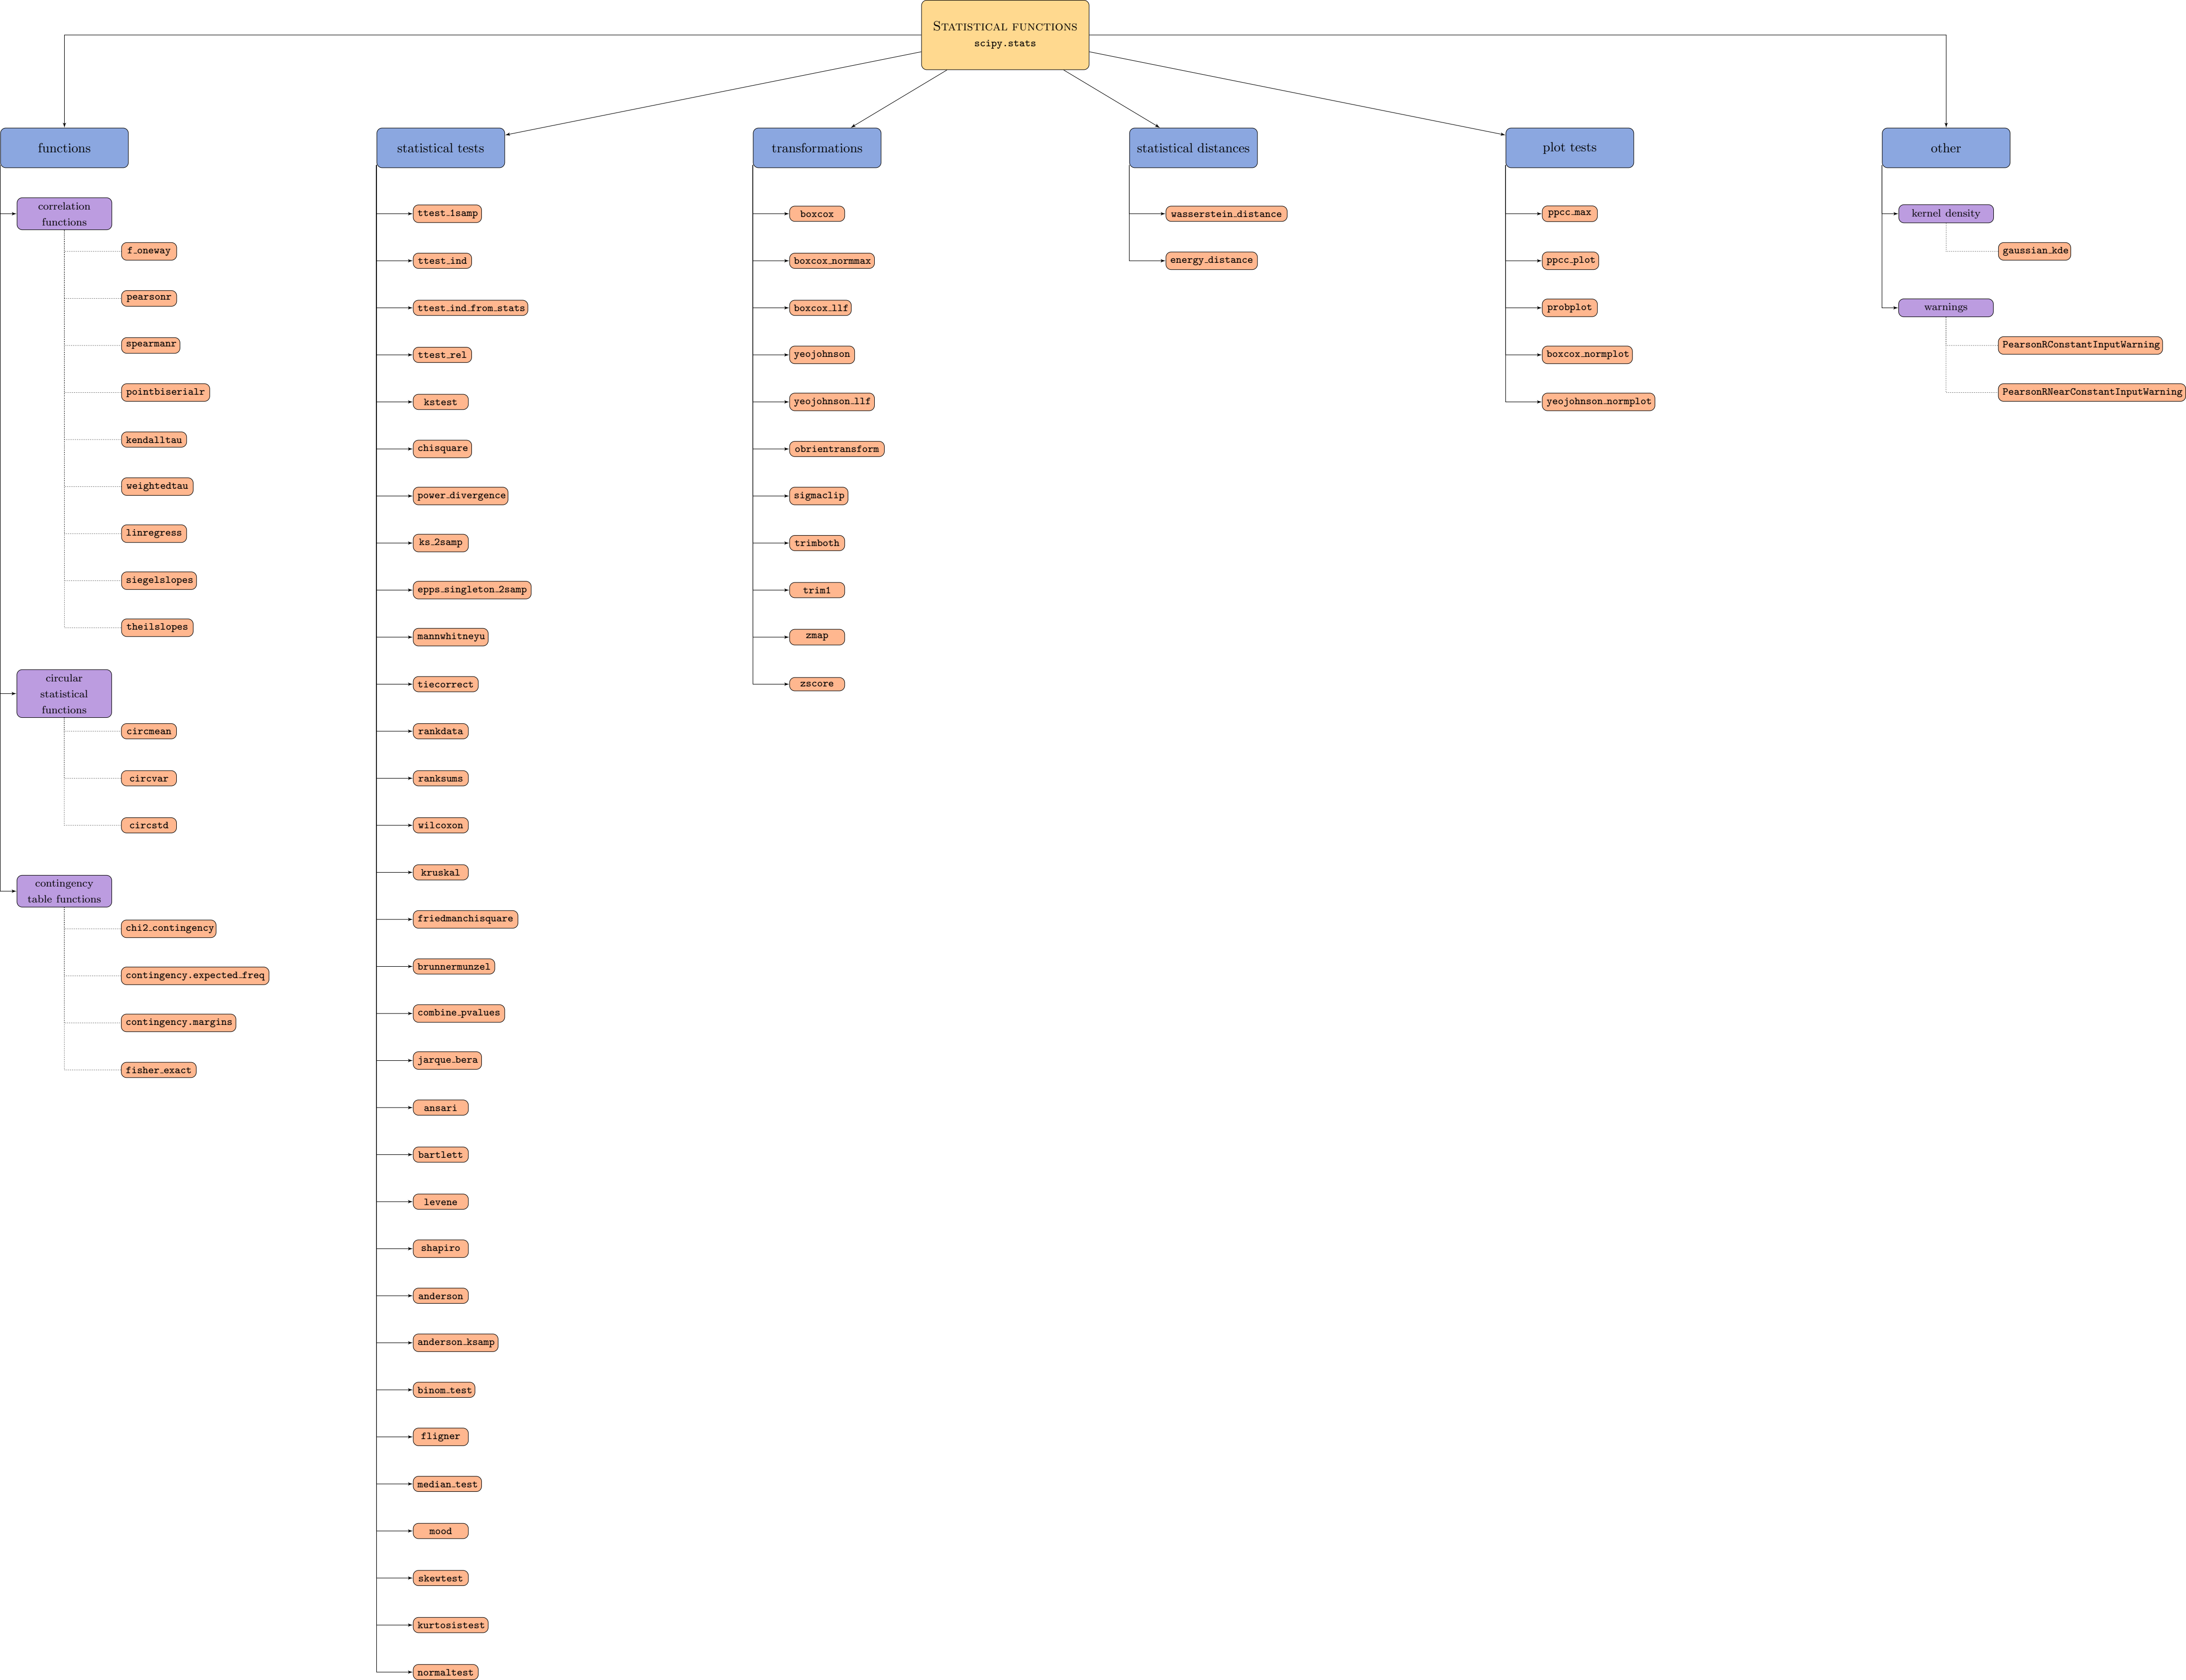 Statistical functions
scipy.stats
functions
correlation
functions
f_oneway
pearsonr
spearmanr
pointbiserialr
kendalltau
weightedtau
linregress
siegelslopes
theilslopes
circular
statistical
functions
circmean
circvar
circstd
contingency
table functions
chi2_contingency
contingency.expected_freq
contingency.margins
fisher_exact
statistical tests
ttest_1samp
ttest_ind
ttest_ind_from_stats
ttest_rel
kstest
chisquare
power_divergence
ks_2samp
epps_singleton_2samp
mannwhitneyu
tiecorrect
rankdata
ranksums
wilcoxon
kruskal
friedmanchisquare
brunnermunzel
combine_pvalues
jarque_bera
ansari
bartlett
levene
shapiro
anderson
anderson_ksamp
binom_test
fligner
median_test
mood
skewtest
kurtosistest
normaltest
transformations
boxcox
boxcox_normmax
boxcox_llf
yeojohnson
yeojohnson_llf
obrientransform
sigmaclip
trimboth
trim1
zmap
zscore
statistical distances
wasserstein_distance
energy_distance
plot tests
ppcc_max
ppcc_plot
probplot
boxcox_normplot
yeojohnson_normplot
other
kernel density
gaussian_kde
warnings
PearsonRConstantInputWarning
PearsonRNearConstantInputWarning